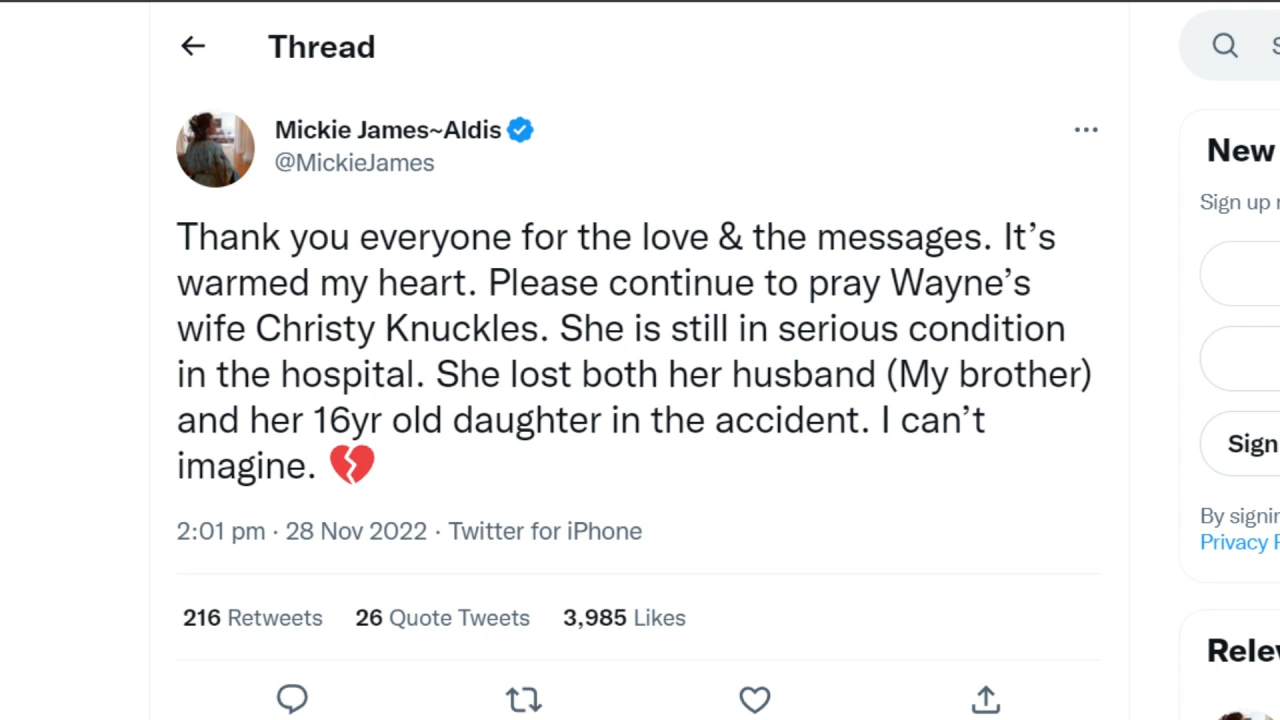 Thread
Mickie James~Aldis
@MickieJames
Thank you everyone for the love & the messages. It’s
warmed my heart. Please continue to pray Wayne’s
wife Christy Knuckles. She is still in serious condition
in the hospital. She lost both her husband (My brother)
and her 16yr old daughter in the accident. I can’t
imagine. 💔
2:01 pm · 28 Nov 2022 · Twitter for iPhone
216 Retweets 26 Quote Tweets 3,985 Likes
New
Sign up
Sign
By
Privacy